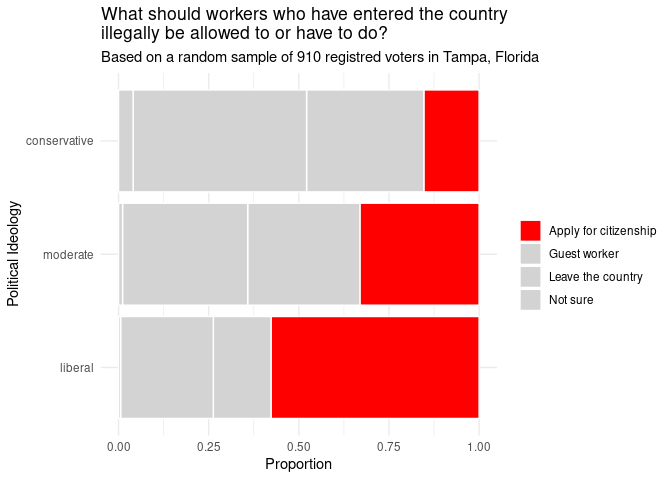 What should workers who have entered the country
illegally be allowed to or have to do?
Based on a random sample of 910 registred voters in Tampa, Florida
Political Ideology
conservative
moderate
liberal
0.00 0.25 0.50 0.75 1.00
Proportion
Apply for citizenship
Guest worker
Leave the country
Not sure